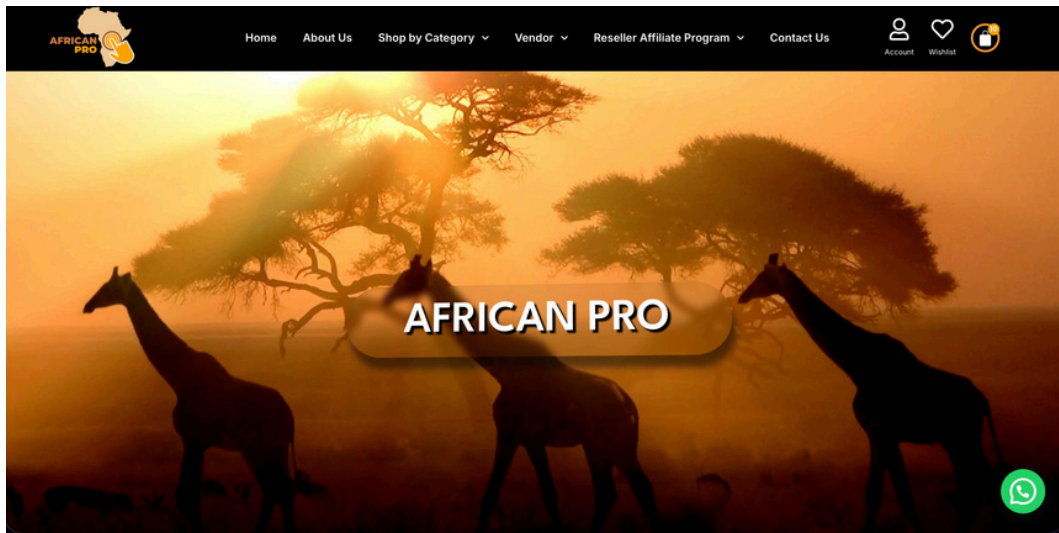 AFRICAN
PRO
Home
About Us
Shop by Category
Vendor
Reseller Affiliate Program
Contact Us
Account
Wishlist
AFRICAN PRO